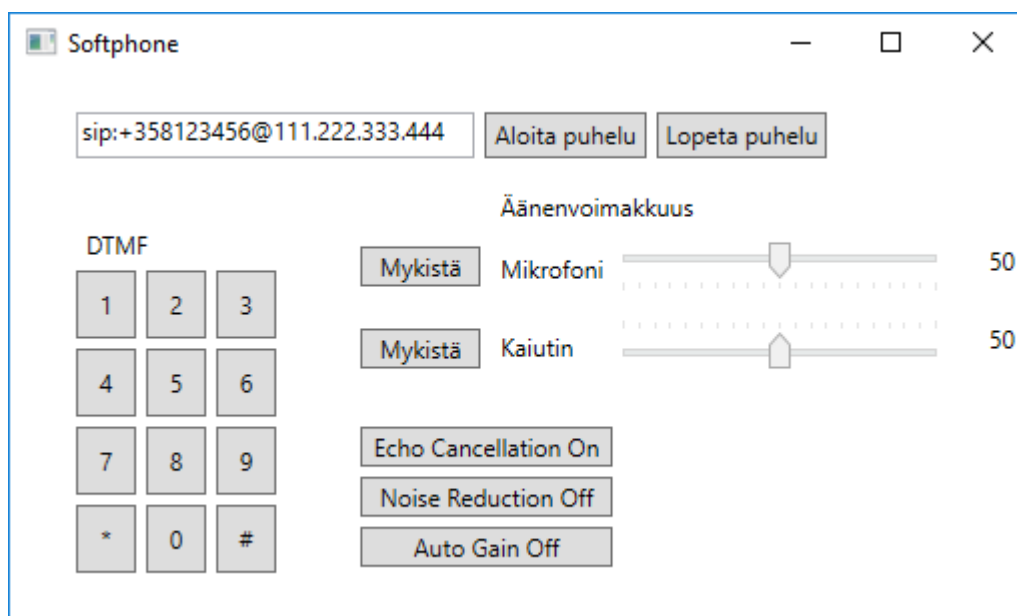 Softphone
sip:+358123456@111.222.333.444 Aloita puhelu Lopeta puhelu
Äänenvoimakkuus
DTMF
Mykistä Mikrofoni 50
1 2 3
Mykistä Kaiutin 50
4 5 6
Echo Cancellation On
7 8 9
Noise Reduction Off
* 0 #
Auto Gain Off